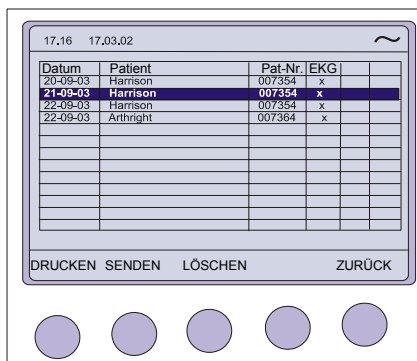 17.16 17.03.02
Datum Patient Pat-Nr. EKG
20-09-03 Harrison 007354 x
21-09-03 Harrison 007354 x
22-09-03 Harrison 007354 x
22-09-03 Arthright 007364 x
DRUCKEN SENDEN LÖSCHEN ZURÜCK